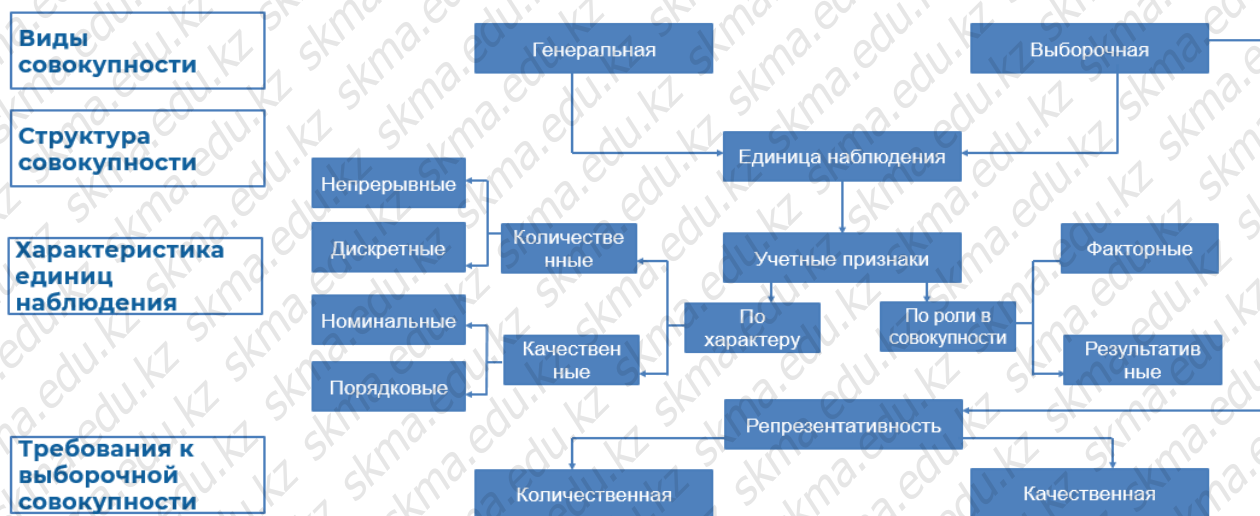 Виды
совокупности
Генеральная
Выборочная
Структура
совокупности
Единица наблюдения
Непрерывные
Дискретные
Количестве
нные
Характеристика
единиц
наблюдения
Учетные признаки
Факторные
Номинальные
По
характеру
По роли в
совокупности
Качествен
ные
Результатив
ные
Порядковые
Репрезентативность
Требования к
выборочной
совокупности
Количественная
Качественная
skma.edu.kz